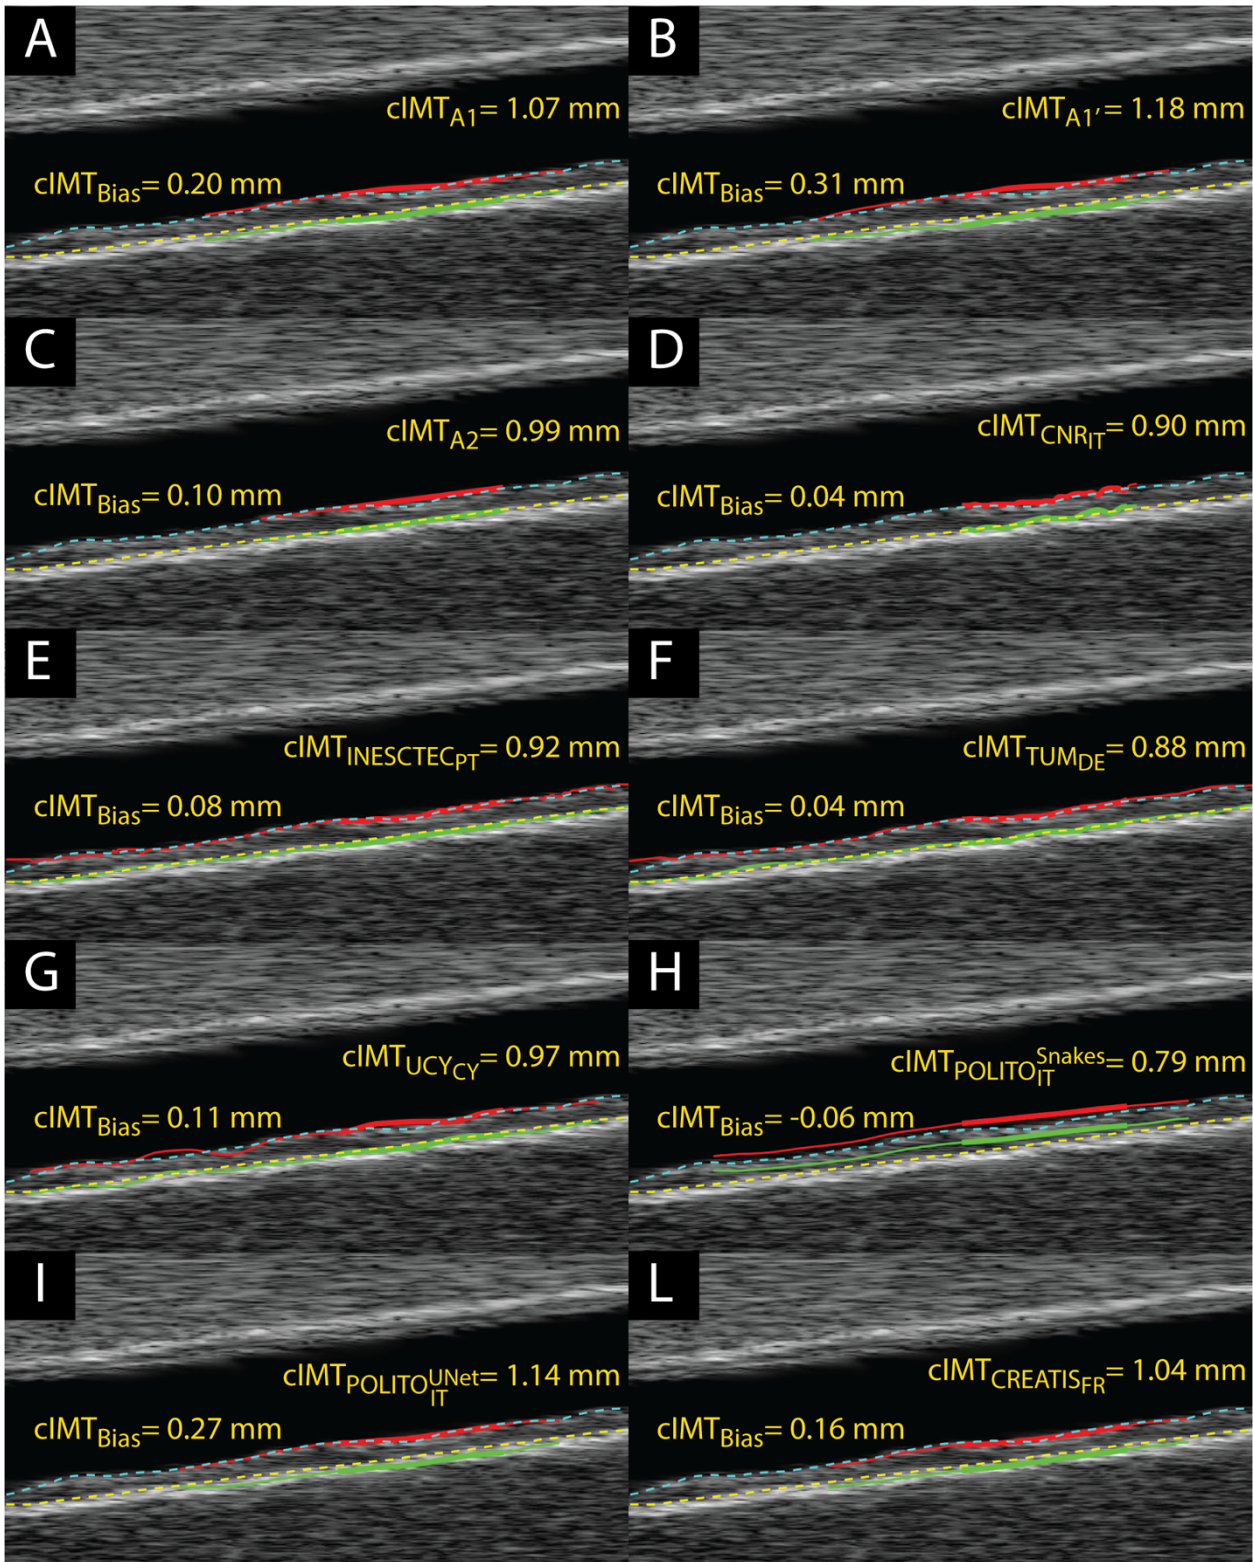 A
cIMTA1= 1.07 mm
cIMTBias= 0.20 mm
B
cIMTA1′= 1.18 mm
cIMTBias= 0.31 mm
C
cIMTA2= 0.99 mm
cIMTBias= 0.10 mm
D
cIMTCNRIT= 0.90 mm
cIMTBias= 0.04 mm
E
cIMTINESCTECPT= 0.92 mm
cIMTBias= 0.08 mm
F
cIMTTUMDE= 0.88 mm
cIMTBias= 0.04 mm
G
cIMTUCYCY= 0.97 mm
cIMTBias= 0.11 mm
H
cIMTPOLITOITSnakes= 0.79 mm
cIMTBias= -0.06 mm
I
cIMTPOLITOITUNet= 1.14 mm
cIMTBias= 0.27 mm
L
cIMTCREATISFR= 1.04 mm
cIMTBias= 0.16 mm